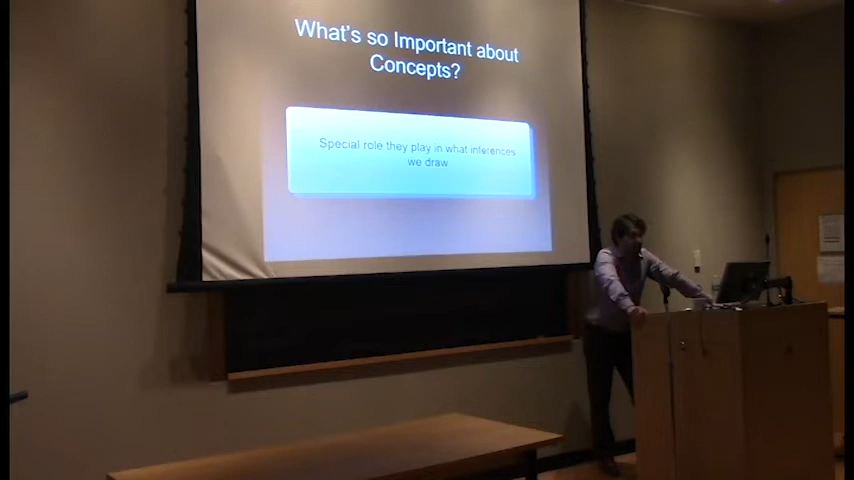 What's so Important about
Concepts?
Special role they play in what inferences
we draw